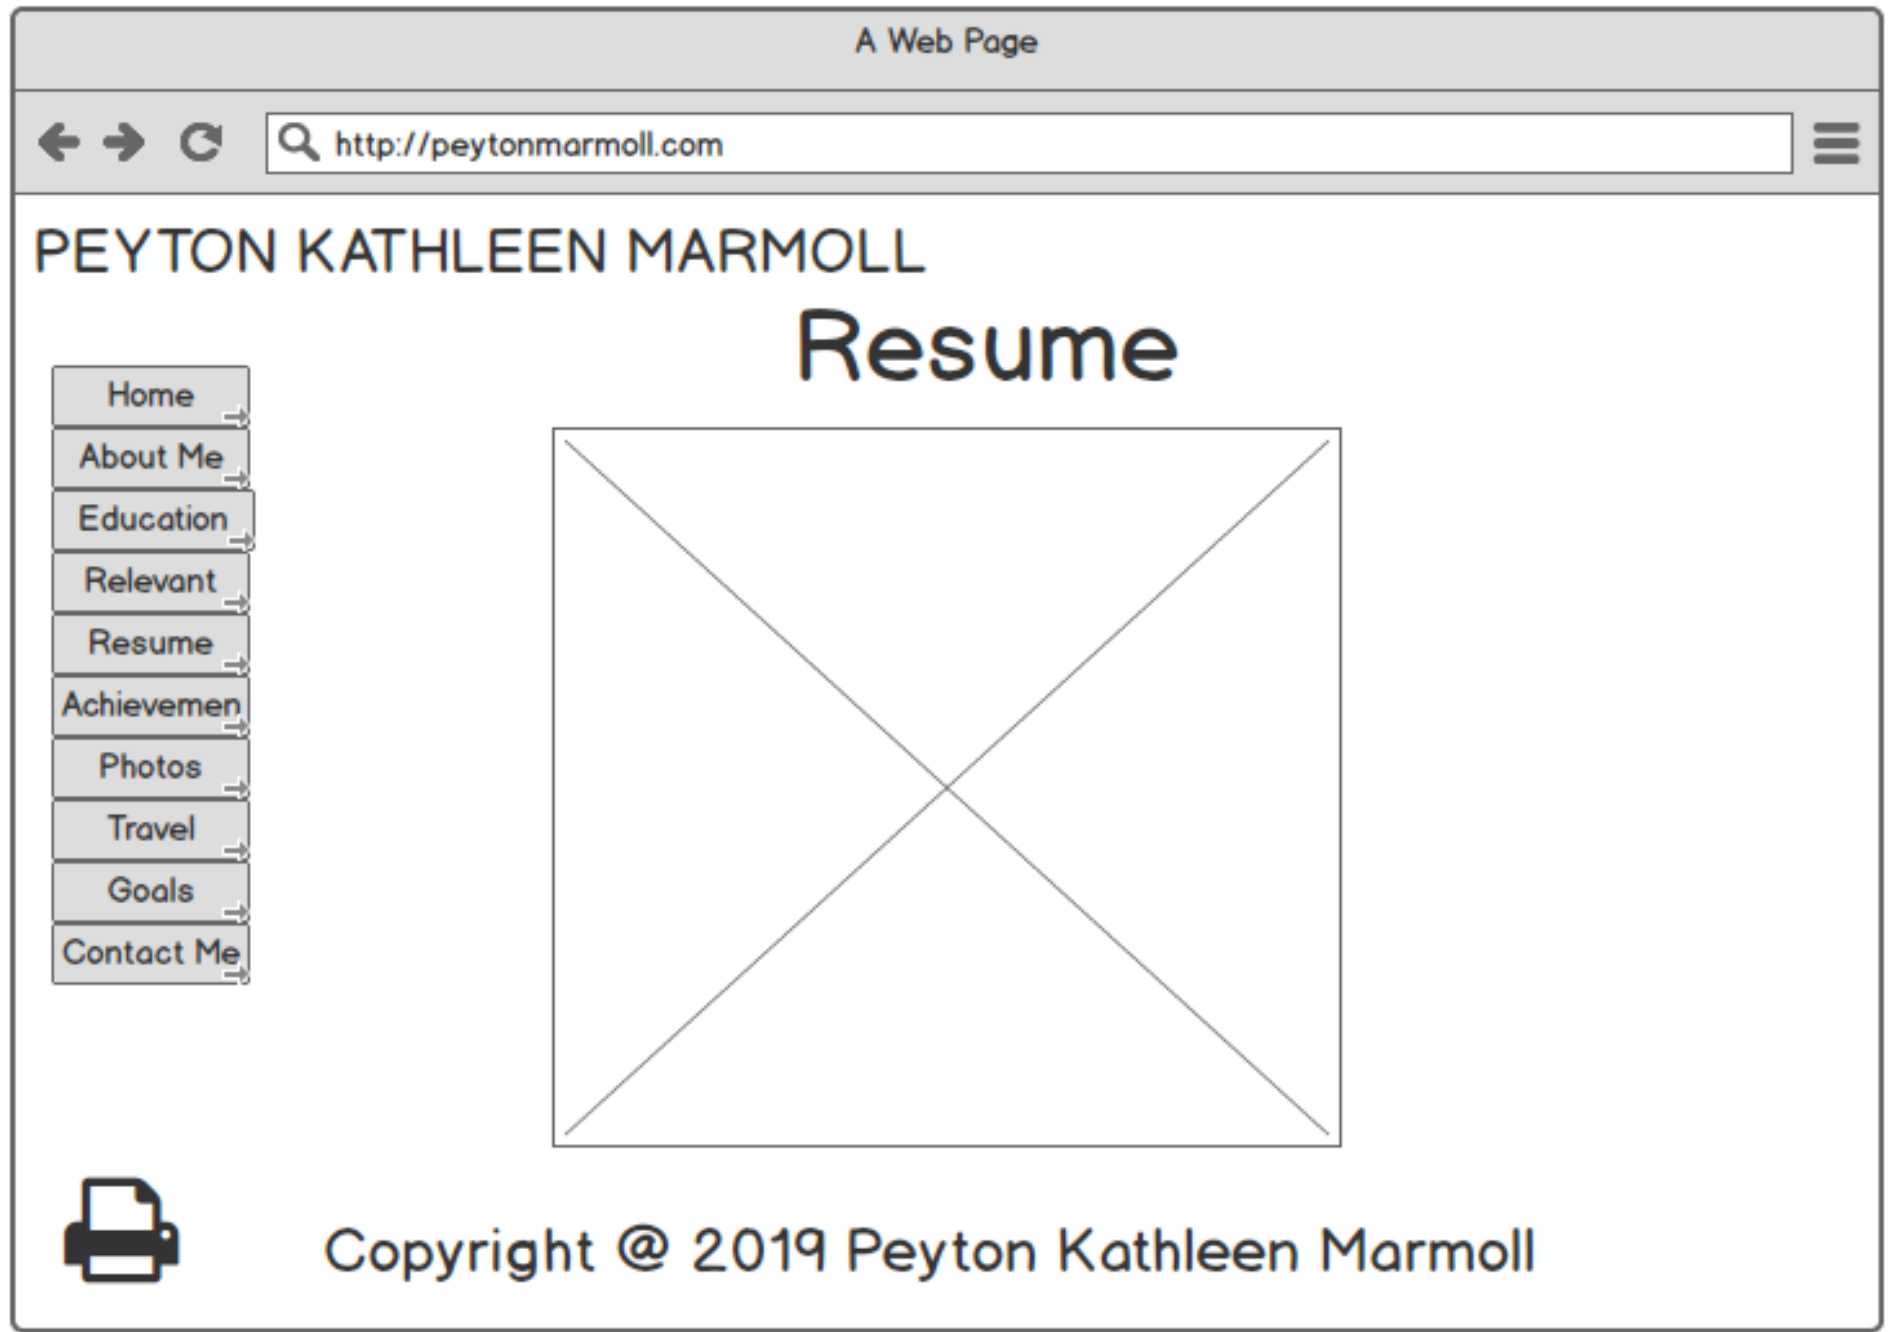 A Web Page
http://peytonmarmoll.com
PEYTON KATHLEEN MARMOLL
Resume
Home
About Me
Education
Relevant
Resume
Achievemen
Photos
Travel
Goals
Contact Me
Copyright @ 2019 Peyton Kathleen Marmoll